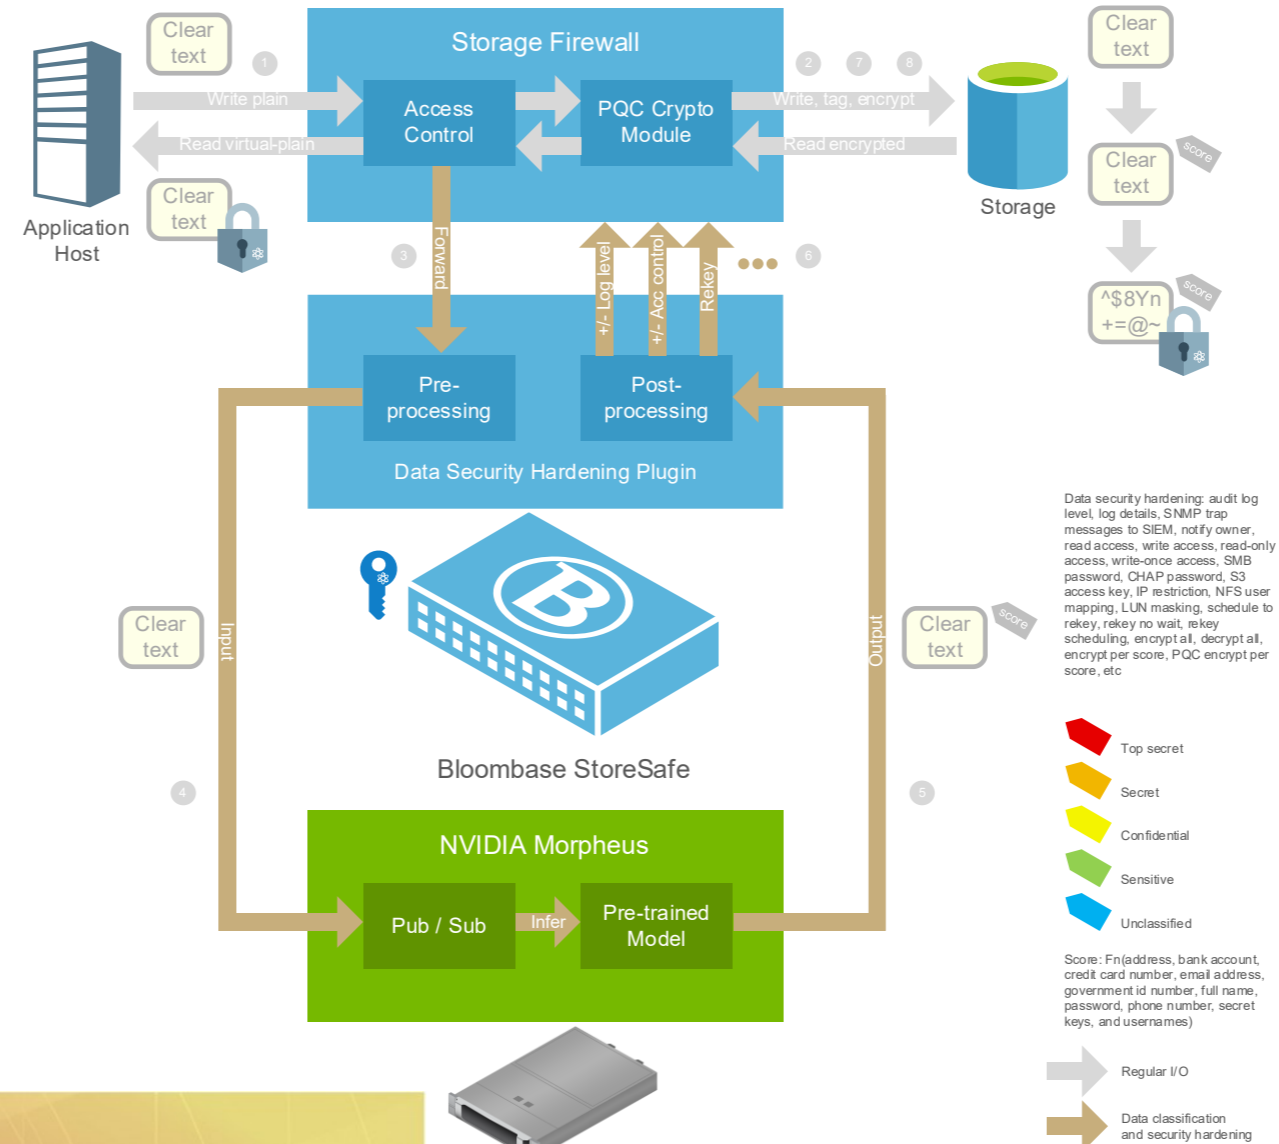 Clear
text
1
Storage Firewall
2
7
8
Clear
text
Write plain
Access
Control
PQC Crypto
Module
Write, tag, encrypt
Read virtual-plain
Read encrypted
score
Clear
text
Clear
text
Storage
Application
Host
3
Forward
+/- Log level
+/- Acc control
Rekey
6
score
^$8Yn
+=@~
Pre-
processing
Post-
processing
Data Security Hardening Plugin
Data security hardening: audit log
level, log details, SNMP trap
messages to SIEM, notify owner,
read access, write access, read-only
access, write-once access, SMB
password, CHAP password, S3
access key, IP restriction, NFS user
mapping, LUN masking, schedule to
rekey, rekey no wait, rekey
scheduling, encrypt all, decrypt all,
encrypt per score, PQC encrypt per
score, etc
B
Clear
text
Input
Output
Clear
text
score
Bloombase StoreSafe
4
5
Top secret
Secret
Confidential
Sensitive
Unclassified
NVIDIA Morpheus
Pub / Sub
Infer
Pre-trained
Model
Score: Fn(address, bank account,
credit card number, email address,
government id number, full name,
password, phone number, secret
keys, and usernames)
Regular I/O
Data classification
and security hardening